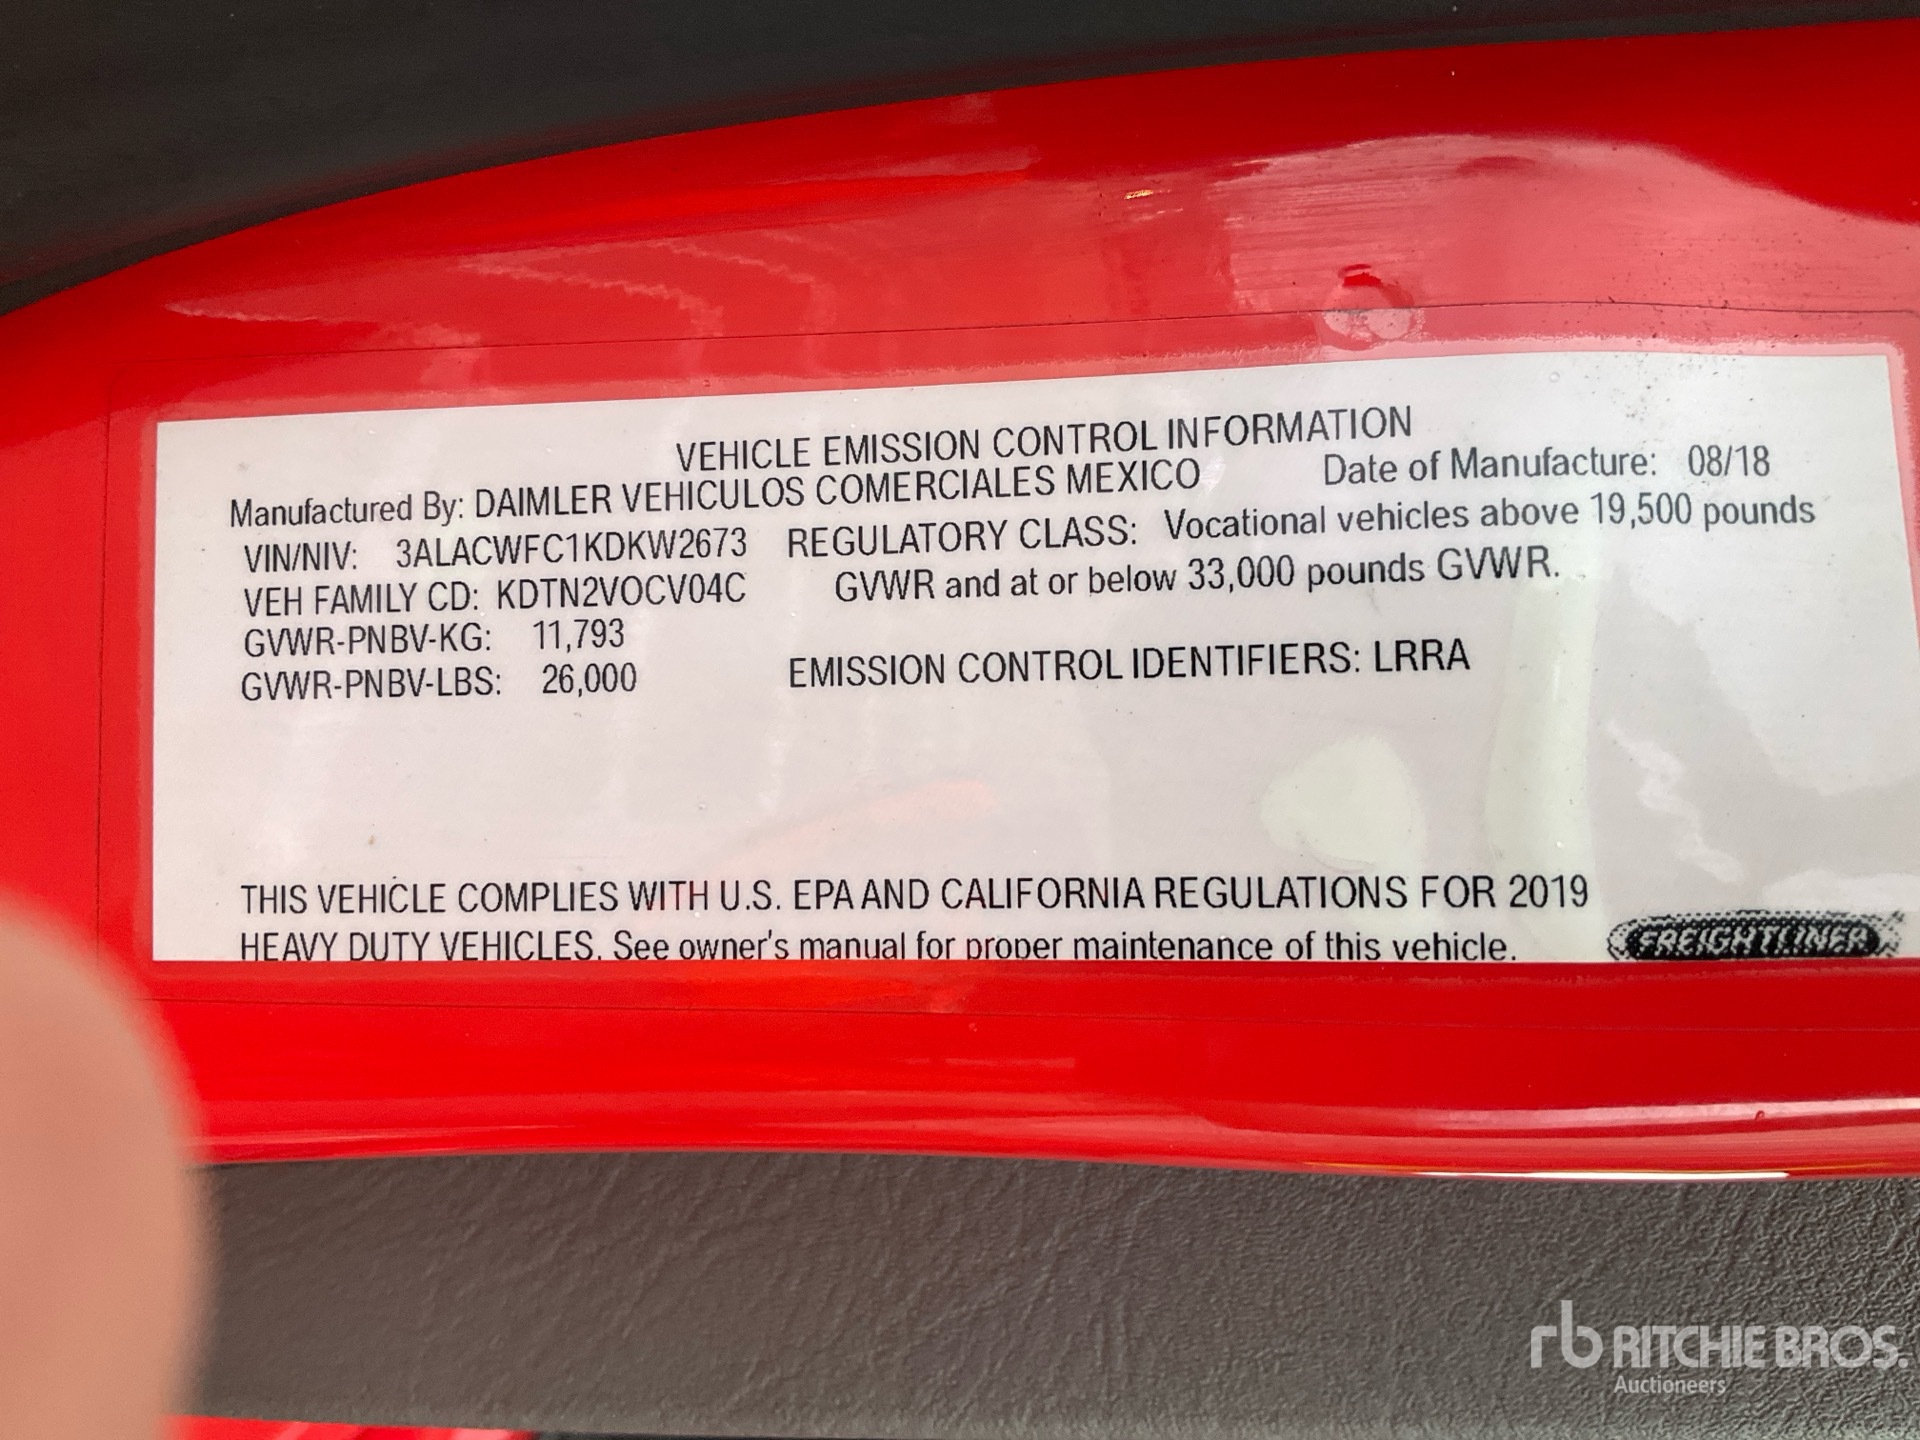 VEHICLE EMISSION CONTROL INFORMATION
Manufactured By: DAIMLER VEHICULOS COMERCIALES MEXICO Date of Manufacture: 08/18
VIN/NIV: 3ALACWFC1KDKW2673 REGULATORY CLASS: Vocational vehicles above 19,500 pounds
VEH FAMILY CD: KDTN2VOCV04C GVWR and at or below 33,000 pounds GVWR.
GVWR-PNBV-KG: 11,793
GVWR-PNBV-LBS: 26,000 EMISSION CONTROL IDENTIFIERS: LRRA
THIS VEHICLE COMPLIES WITH U.S. EPA AND CALIFORNIA REGULATIONS FOR 2019
HEAVY DUTY VEHICLES. See owner's manual for proper maintenance of this vehicle.
FREIGHTLINER
rb RITCHIE BROS.
Auctioneers